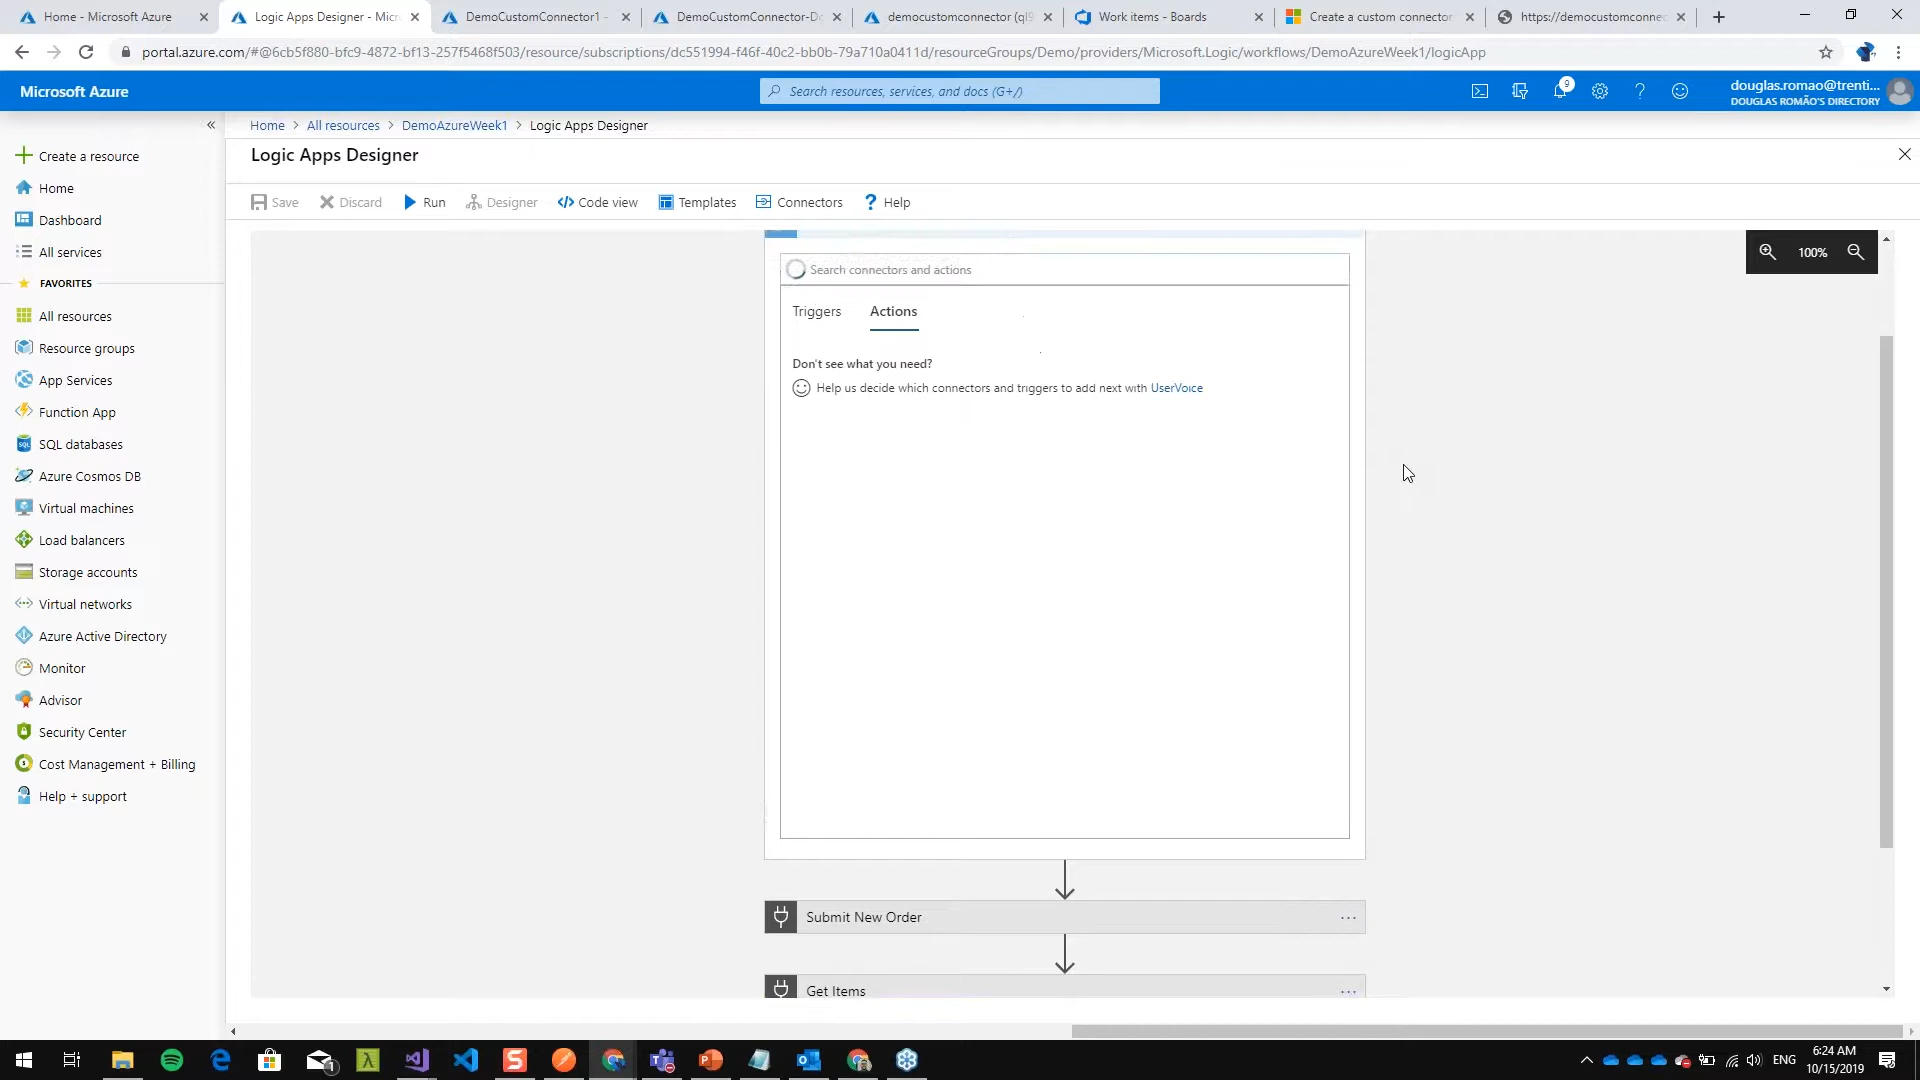 Home - Microsoft Azure
Logic Apps Designer - Micr
DemoCustomConnector1 -
DemoCustomConnector-Do
democustomconnector (ql9
Work items - Boards
Create a custom connector
https://democustomconnec
portal.azure.com/#@6cb5f880-bfc9-4872-bf13-257f5468f503/resource/subscriptions/dc551994-f46f-40c2-bb0b-79a710a0411d/resourceGroups/Demo/providers/Microsoft.Logic/workflows/DemoAzureWeek1/logicApp
Microsoft Azure
Search resources, services, and docs (G+/)
9
douglas.romao@trenti...
DOUGLAS ROMÃO'S DIRECTORY
«
Home > All resources > DemoAzureWeek1 > Logic Apps Designer
Logic Apps Designer
Save
Discard
Run
Designer
Code view
Templates
Connectors
Help
Create a resource
Home
Dashboard
All services
FAVORITES
All resources
Resource groups
App Services
Function App
SQL databases
Azure Cosmos DB
Virtual machines
Load balancers
Storage accounts
Virtual networks
Azure Active Directory
Monitor
Advisor
Security Center
Cost Management + Billing
Help + support
100%
Search connectors and actions
Triggers
Actions
Don't see what you need?
Help us decide which connectors and triggers to add next with UserVoice
Submit New Order
Get Items
ENG
6:24 AM
10/15/2019